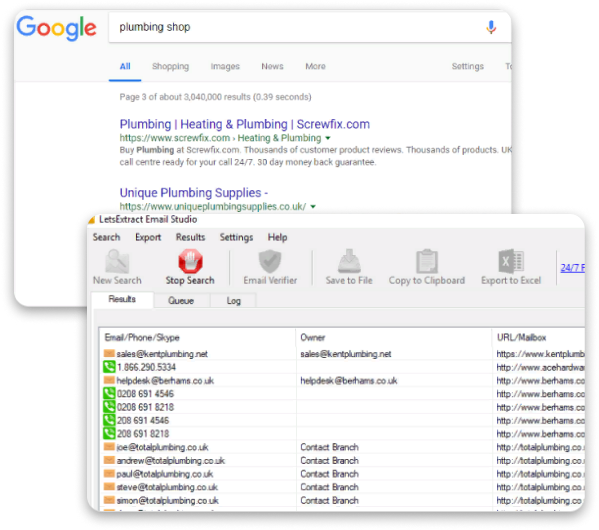 Google plumbing shop
All Shopping Images News More Settings To
Page 3 of about 3,040,000 results (0.39 seconds)
Plumbing | Heating & Plumbing | Screwfix.com
https://www.screwfix.com › Heating & Plumbing
Buy Plumbing at Screwfix.com. Thousands of customer product reviews. Thousands of products. UK
call centre ready for your call 24/7. 30 day money back guarantee.
Unique Plumbing Supplies -
https://www.uniqueplumbingsupplies.co.uk/
LetsExtract Email Studio
Search Export Results Settings Help
New Search Stop Search Email Verifier Save to File Copy to Clipboard Export to Excel 24/7
Results Queue Log
Email/Phone/Skype Owner URL/Mailbox
sales@kentplumbing.net sales@kentplumbing.net https://www.kentplumb
1.866.290.5334 http://www.acehardwa
helpdesk@berhams.co.uk helpdesk@berhams.co.uk http://www.berhams.co
0208 691 4546 http://www.berhams.co
0208 691 8218 http://www.berhams.co
208 691 4546 http://www.berhams.co
208 691 8218 http://www.berhams.co
joe@totalplumbing.co.uk Contact Branch http://totalplumbing.co.
andrew@totalplumbing.co.uk Contact Branch http://totalplumbing.co.
paul@totalplumbing.co.uk Contact Branch http://totalplumbing.co.
steve@totalplumbing.co.uk Contact Branch http://totalplumbing.co.
simon@totalplumbing.co.uk Contact Branch http://totalplumbing.co.